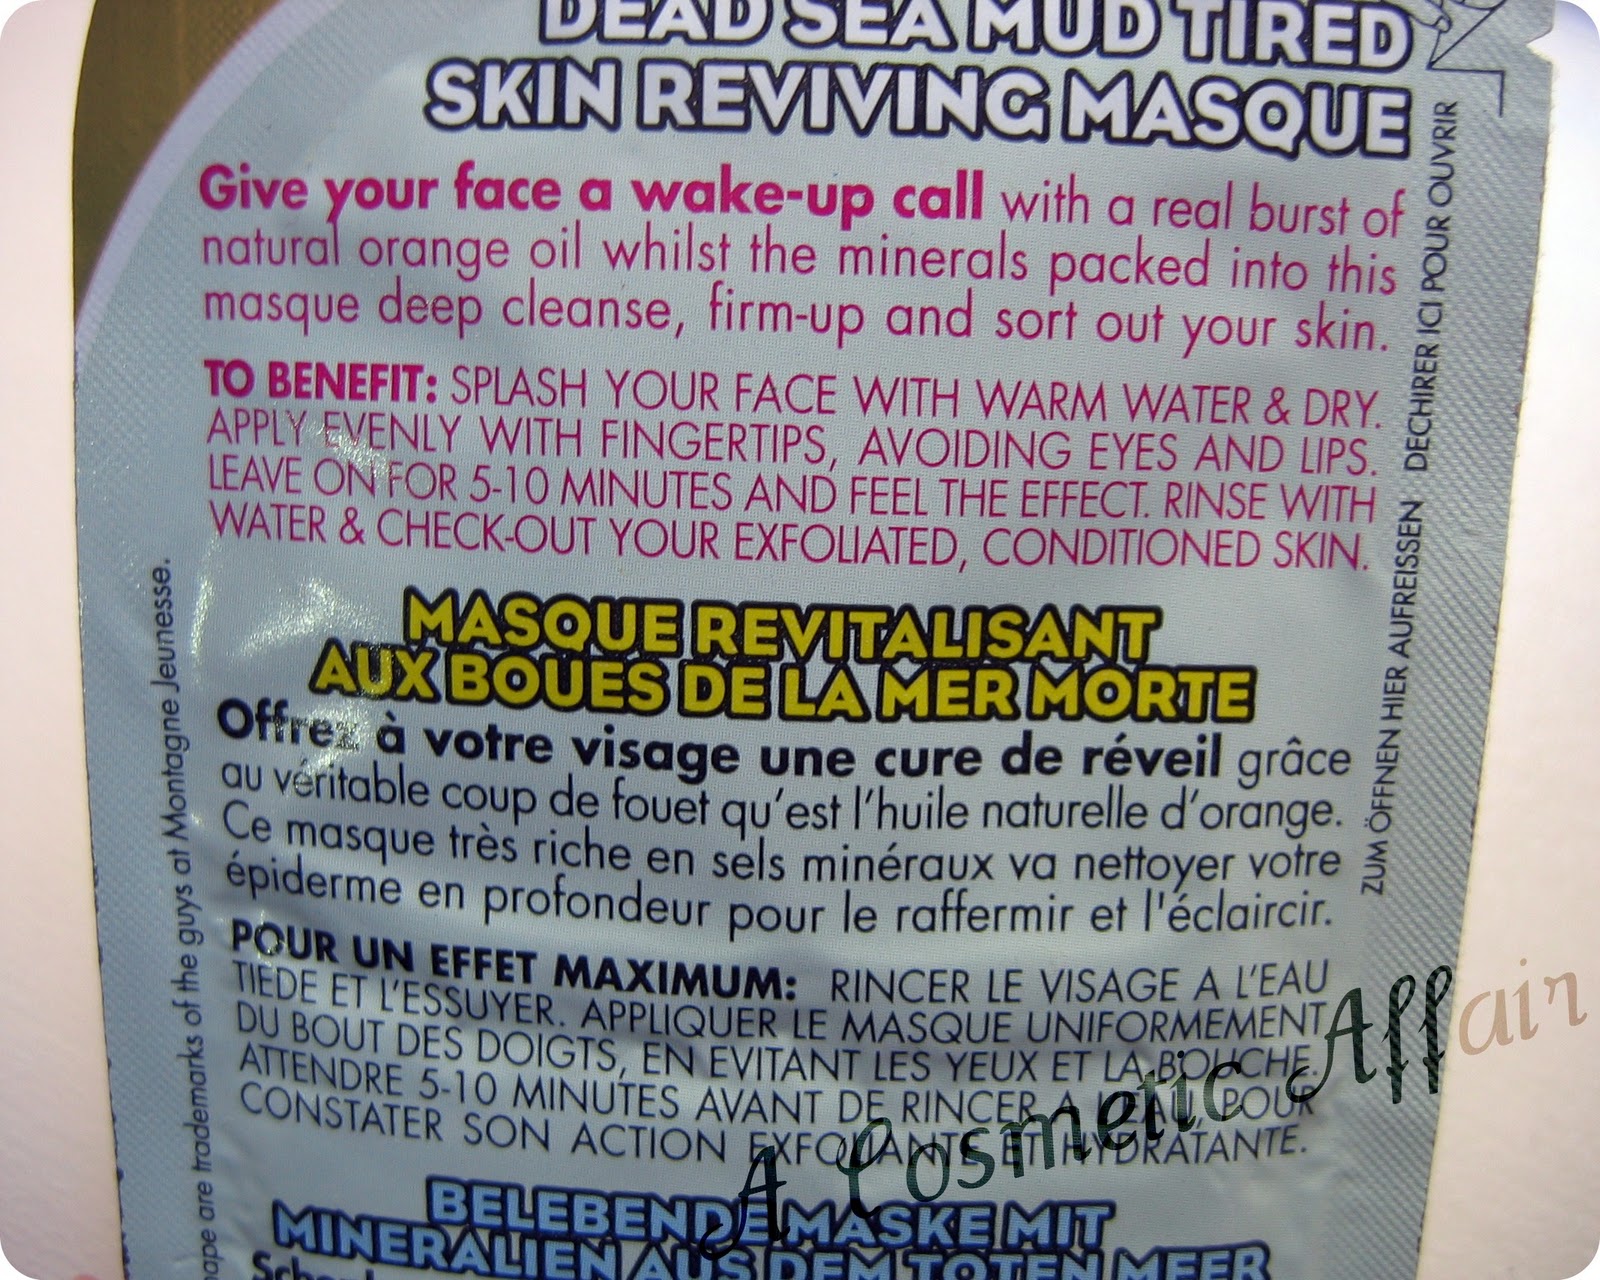 DEAD SEA MUD TIRED
SKIN REVIVING MASQUE
Give your face a wake-up call with a real burst of
natural orange oil whilst the minerals packed into this
masque deep cleanse, firm-up and sort out your skin.
TO BENEFIT: SPLASH YOUR FACE WITH WARM WATER & DRY.
APPLY EVENLY WITH FINGERTIPS, AVOIDING EYES AND LIPS.
LEAVE ON FOR 5-10 MINUTES AND FEEL THE EFFECT. RINSE WITH
WATER & CHECK-OUT YOUR EXFOLIATED, CONDITIONED SKIN.
MASQUE REVITALISANT
AUX BOUES DE LA MER MORTE
Offrez à votre visage une cure de réveil grâce
au véritable coup de fouet qu'est l'huile naturelle d'orange.
Ce masque très riche en sels minéraux va nettoyer votre
épiderme en profondeur pour le raffermir et l'éclaircir.
POUR UN EFFET MAXIMUM: RINCER LE VISAGE A L'EAU
TIEDE ET L'ESSUYER. APPLIQUER LE MASQUE UNIFORMEMENT
DU BOUT DES DOIGTS, EN EVITANT LES YEUX ET LA BOUCHE.
ATTENDRE 5-10 MINUTES AVANT DE RINCER A L'EAU POUR
CONSTATER SON ACTION EXFOLIANTE ET HYDRATANTE.
BELEBENDE MASKE MIT
MINERALIEN AUS DEM TOTEN MEER
ZUM ÖFFNEN HIER AUFREISSEN DECHIRER ICI POUR OUVRIR
are trademarks of the guys at Montagne Jeunesse.
A Cosmetic Affair